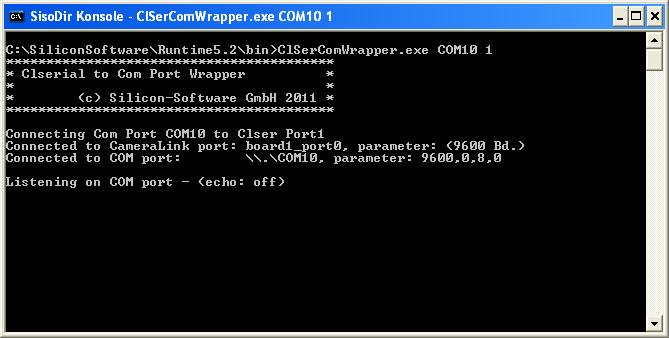 SisoDir Konsole - ClSerComWrapper.exe COM10 1
C:\SiliconSoftware\Runtime5.2\bin>ClSerComWrapper.exe COM10 1
*****************************************
* Clserial to Com Port Wrapper          *
*                                       *
*        (c) Silicon-Software GmbH 2011 *
*****************************************
Connecting Com Port COM10 to Clser Port1
Connected to CameraLink port: board1_port0, parameter: (9600 Bd.)
Connected to COM port:        \\.\COM10, parameter: 9600,0,8,0
Listening on COM port - (echo: off)